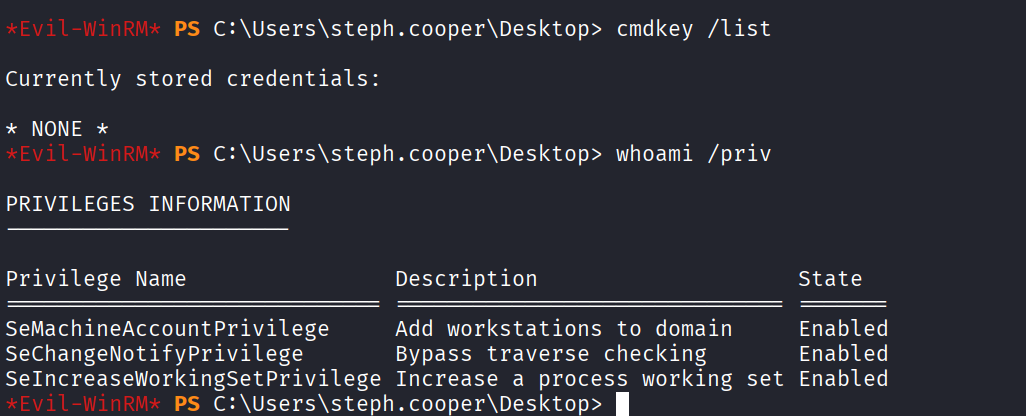 *Evil-WinRM* PS C:\Users\steph.cooper\Desktop> cmdkey /list
Currently stored credentials:
* NONE *
*Evil-WinRM* PS C:\Users\steph.cooper\Desktop> whoami /priv
PRIVILEGES INFORMATION
----------------------
Privilege Name Description State
============================= ============================== =======
SeMachineAccountPrivilege Add workstations to domain Enabled
SeChangeNotifyPrivilege Bypass traverse checking Enabled
SeIncreaseWorkingSetPrivilege Increase a process working set Enabled
*Evil-WinRM* PS C:\Users\steph.cooper\Desktop>